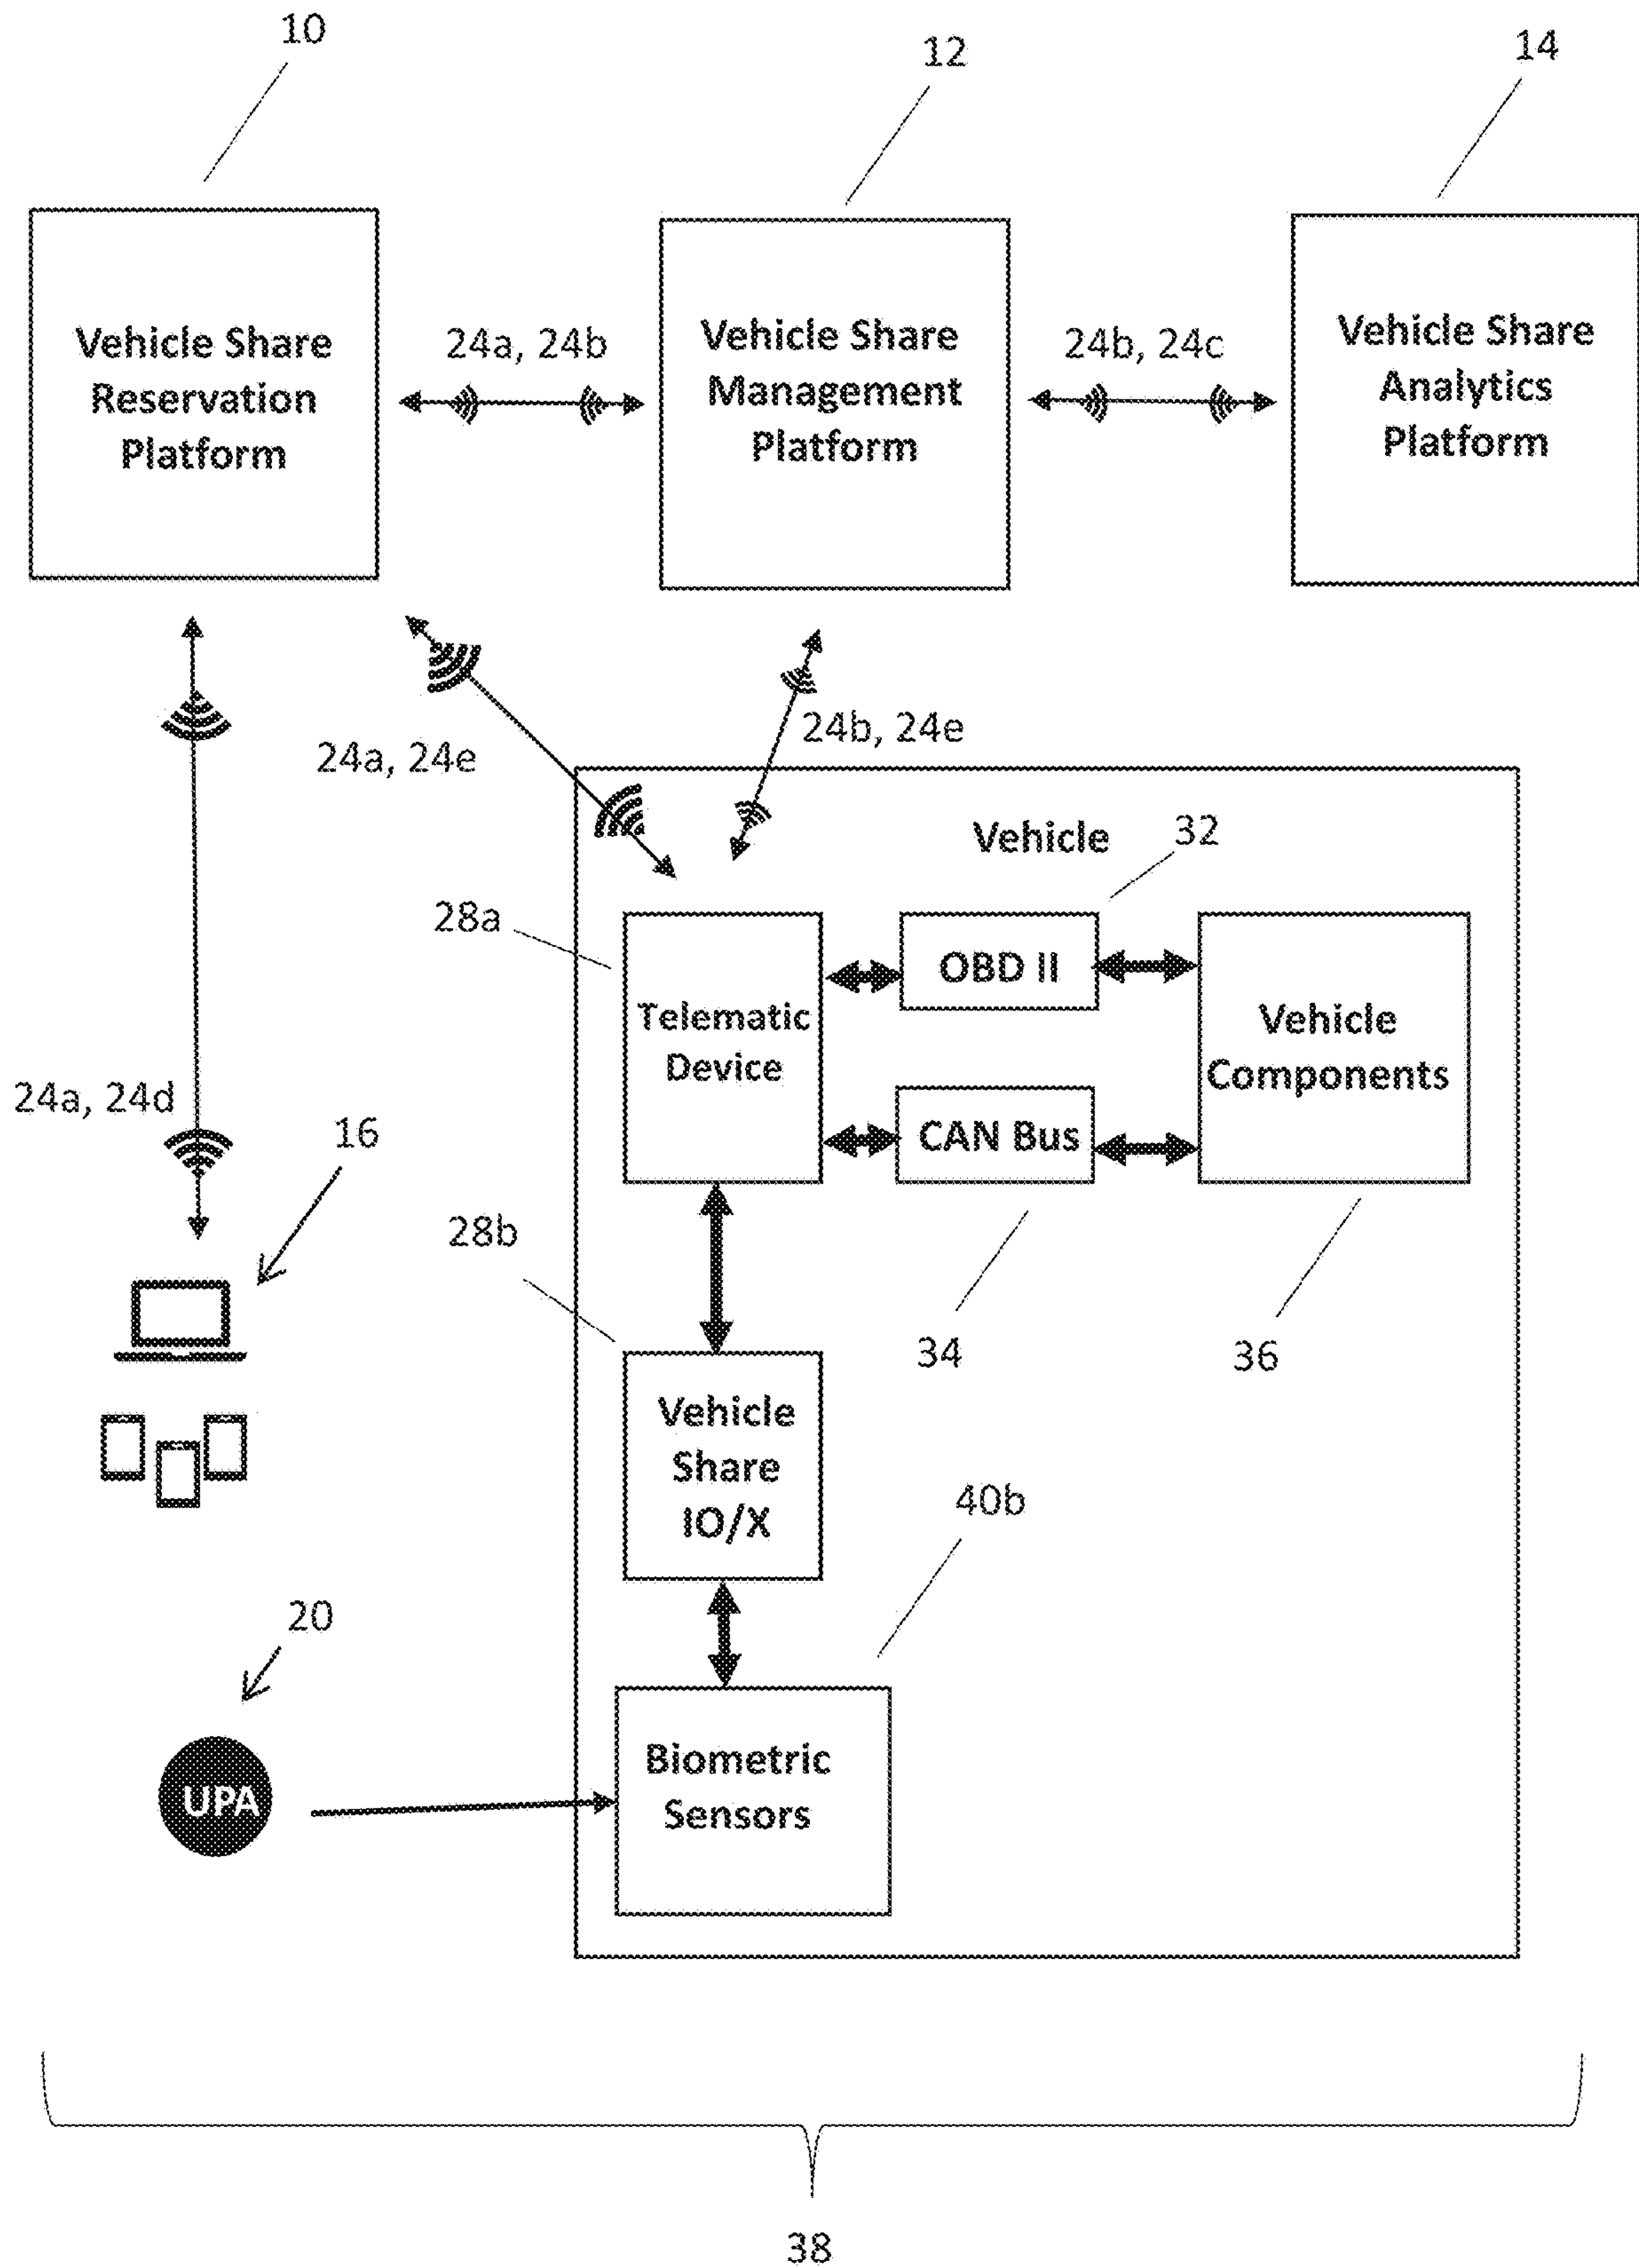 10
12
14
Vehicle Share
Reservation
Platform
24a, 24b
Vehicle Share
Management
Platform
24b, 24c
Vehicle Share
Analytics
Platform
24a, 24e
24b, 24e
Vehicle
32
28a
Telematic
Device
OBD II
Vehicle
Components
CAN Bus
24a, 24d
16
28b
34
36
Vehicle
Share
IO/X
40b
20
UPA
Biometric
Sensors
38